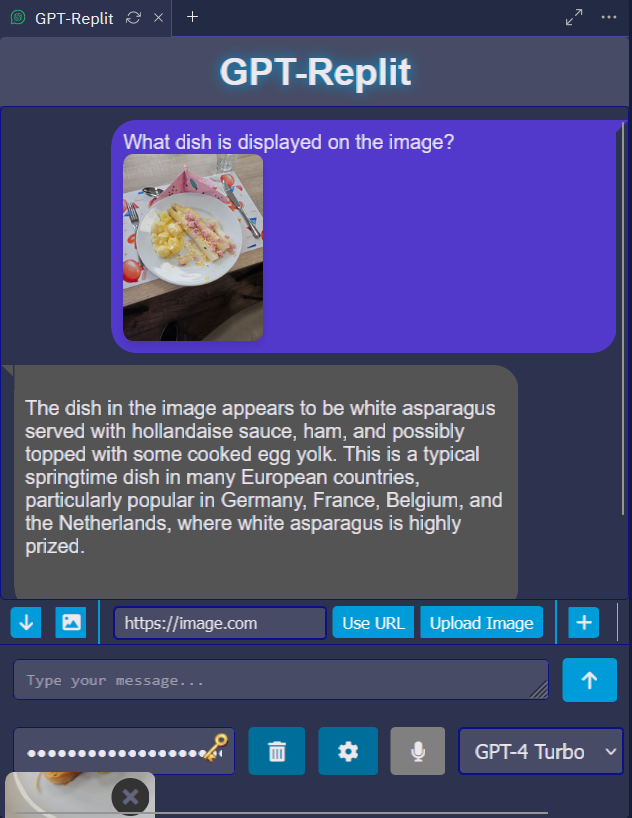 GPT-Replit
GPT-Replit
What dish is displayed on the image?
The dish in the image appears to be white asparagus
served with hollandaise sauce, ham, and possibly
topped with some cooked egg yolk. This is a typical
springtime dish in many European countries,
particularly popular in Germany, France, Belgium, and
the Netherlands, where white asparagus is highly
prized.
https://image.com
Use URL
Upload Image
Type your message...
GPT-4 Turbo